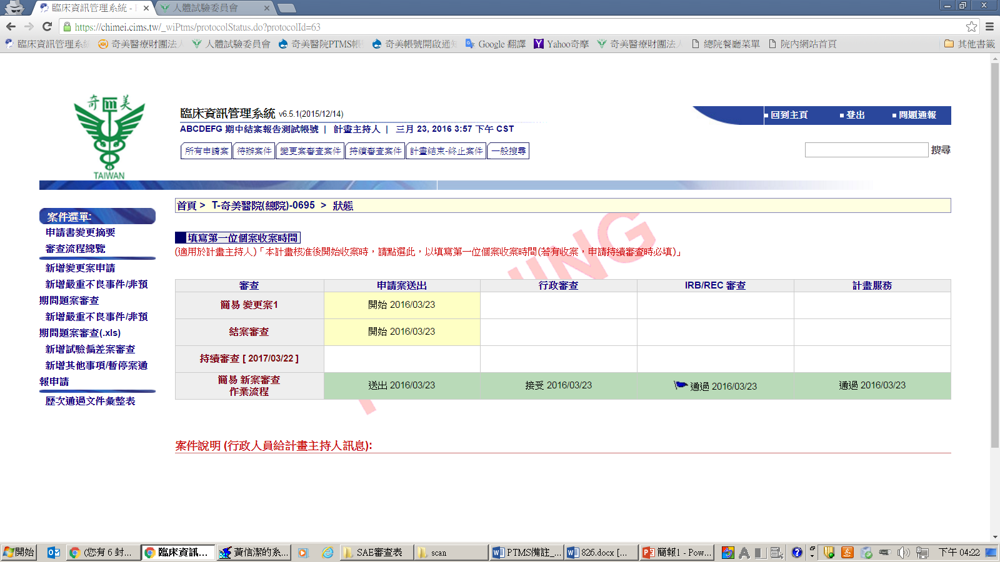 臨床資訊管理系統 -
人體試驗委員會
https://chimei.cims.tw/_wiPtms/protocolStatus.do?protocolId=63
臨床資訊管理系統 奇美醫療財團法人 人體試驗委員會 奇美醫院PTMS帳 奇美帳號開啟通知 Google 翻譯 Yahoo奇摩 奇美醫療財團法人 總院餐廳菜單 院內網站首頁 其他書籤
奇美
TAIWAN
臨床資訊管理系統 v6.5.1(2015/12/14)
ABCDEFG 期中結案報告測試帳號 | 計畫主持人 | 三月 23, 2016 3:57 下午 CST
回到主頁 登出 問題通報
所有申請案 待辦案件 變更案審查案件 持續審查案件 計畫結束-終止案件 一般搜尋
搜尋
首頁 > T-奇美醫院(總院)-0695 > 狀態
案件選單:
申請書變更摘要
審查流程總覽
新增變更案申請
新增嚴重不良事件/非預
期問題案審查
新增嚴重不良事件/非預
期問題案審查(.xls)
新增試驗偏差案審查
新增其他事項/暫停案通
報申請
歷次通過文件彙整表
填寫第一位個案收案時間
(適用於計畫主持人)「本計畫核准後開始收案時，請點選此，以填寫第一位個案收案時間(若有收案，申請持續審查時必填)」
審查 申請案送出 行政審查 IRB/REC 審查 計畫服務
簡易 變更案1 開始 2016/03/23
結案審查 開始 2016/03/23
持續審查 [ 2017/03/22 ]
簡易 新案審查
作業流程 送出 2016/03/23 接受 2016/03/23 通過 2016/03/23 通過 2016/03/23
案件說明 (行政人員給計畫主持人訊息):
開始 (您有 6 封... 臨床資訊... 黃信潔的系... SAE審查表 scan PTMS備註_... 826.docx [... 簡報1 - Pow... 下午 04:22